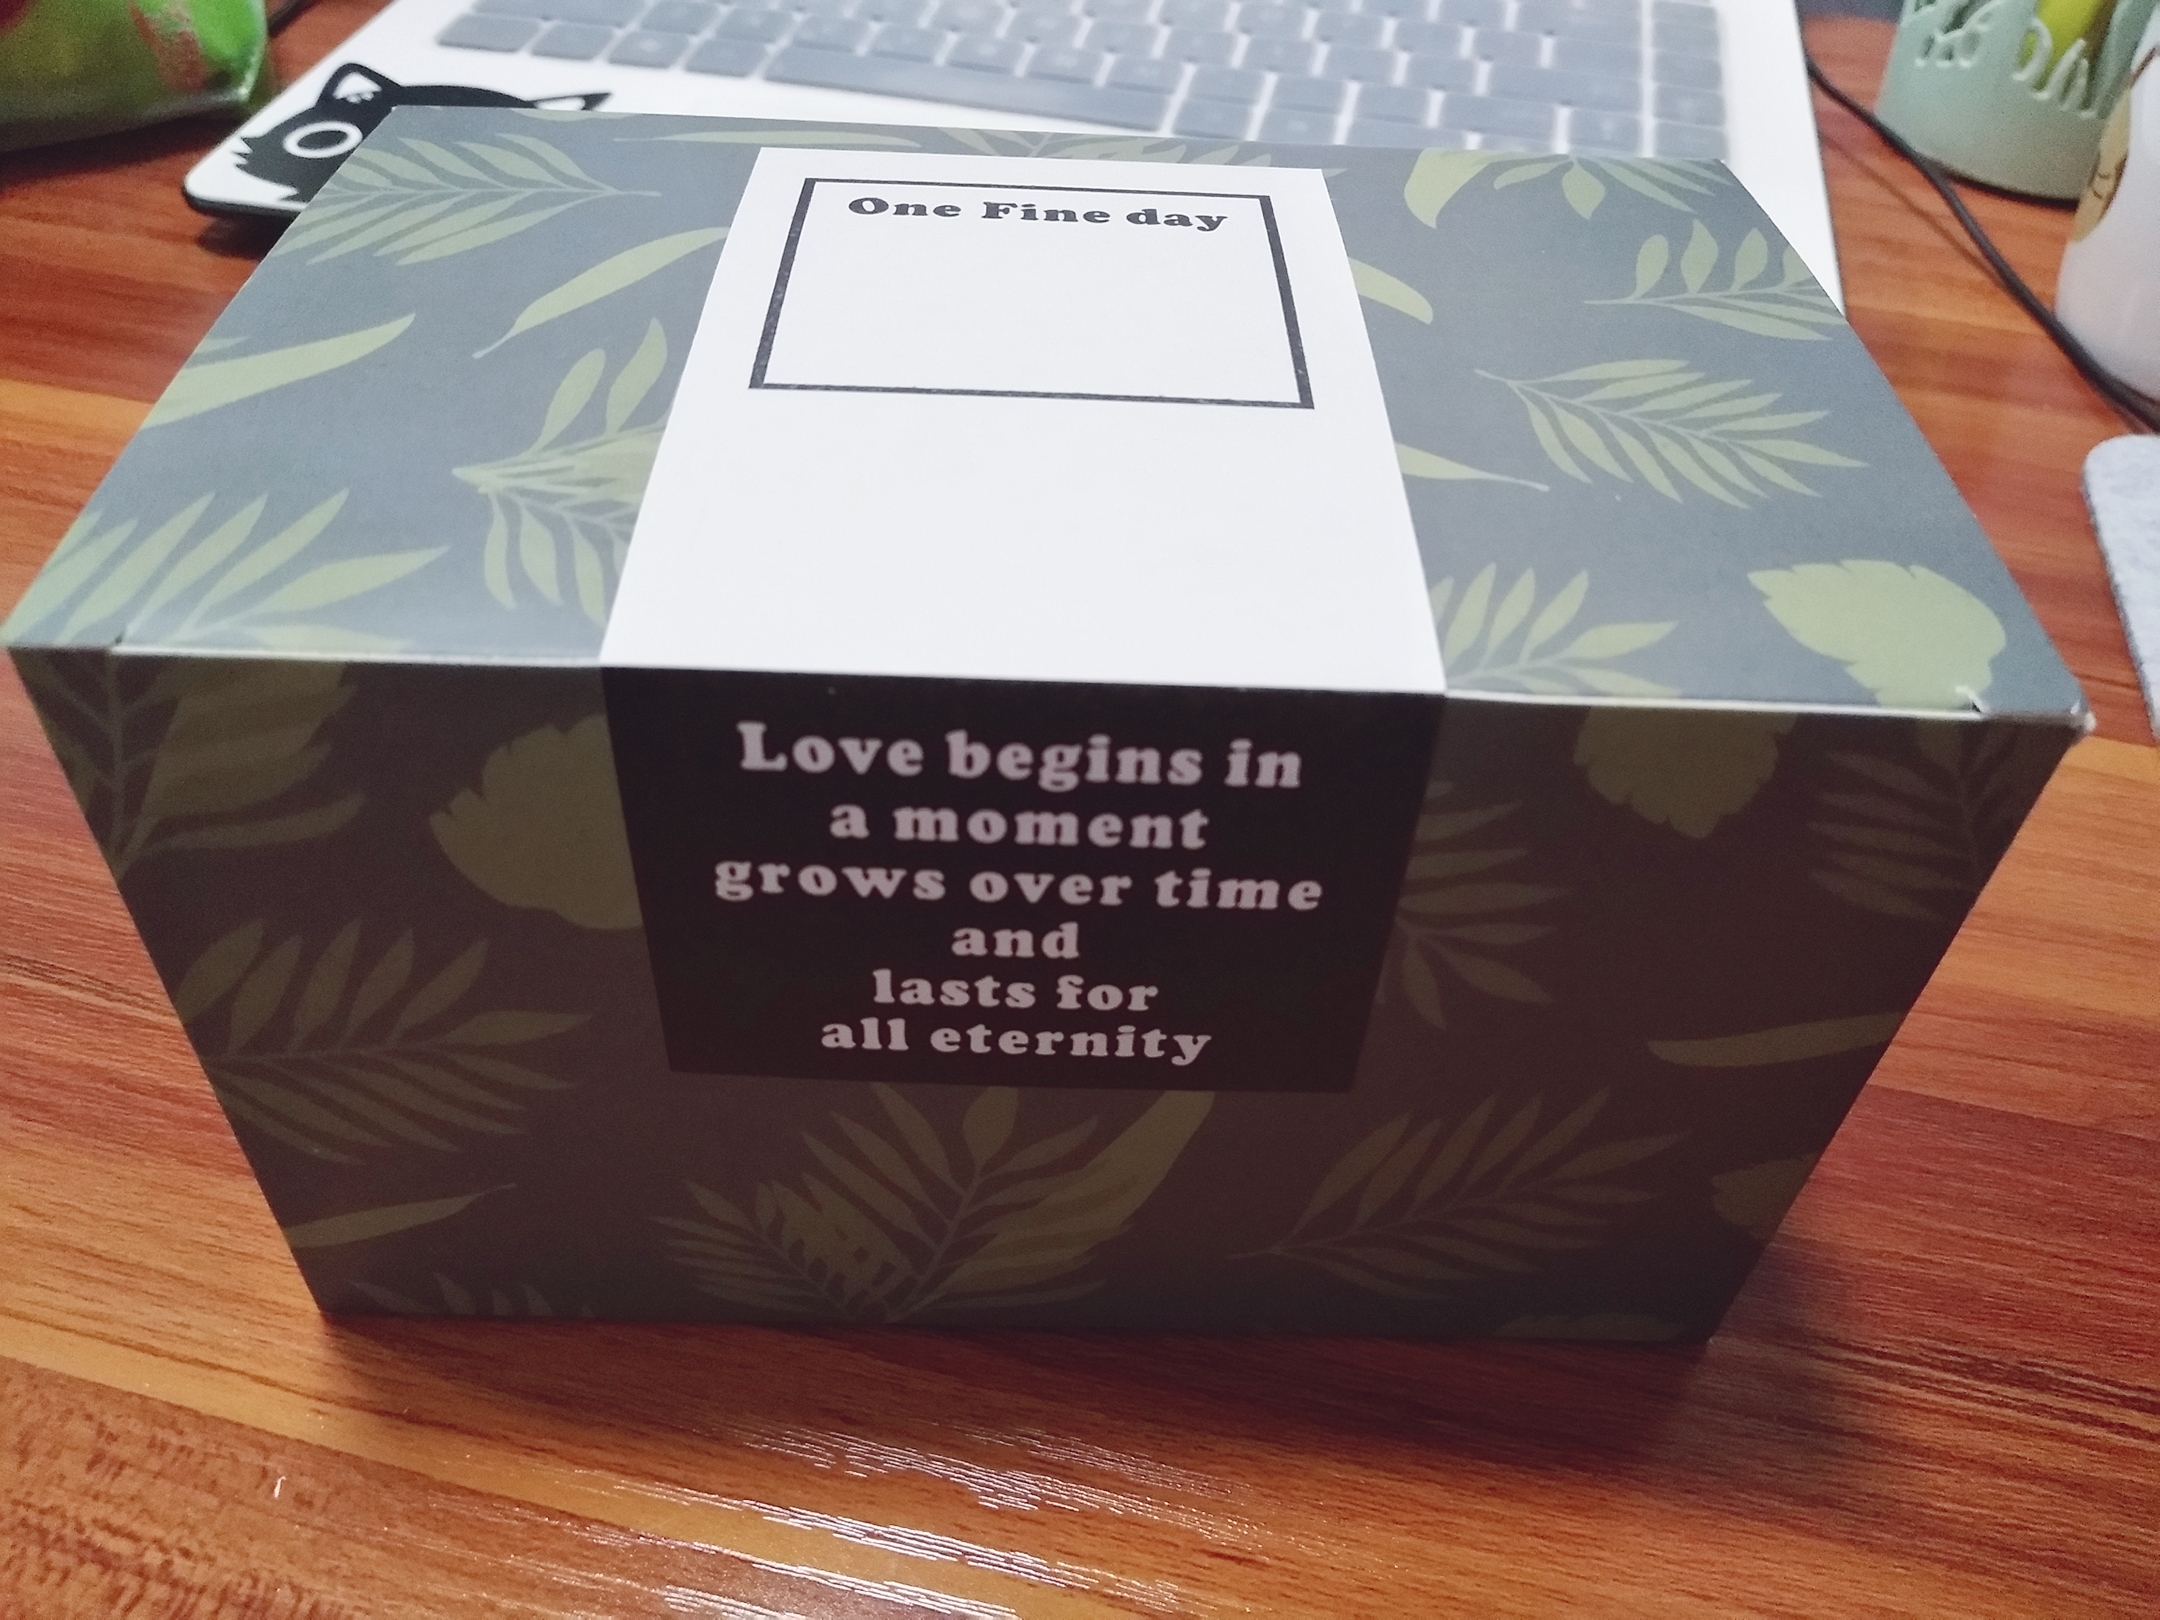 One Fine day
Love begins in
a moment
grows over time
and
lasts for
all eternity